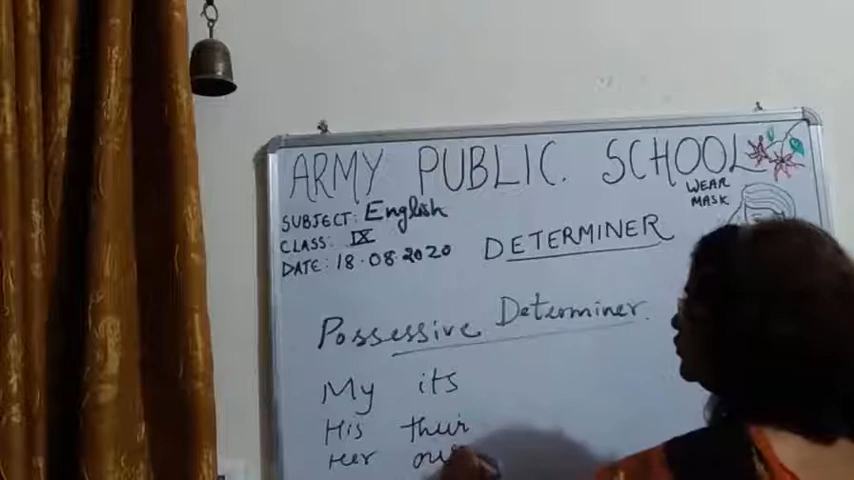 ARMY PUBLIC. SCHOOL
WEAR
MASK
SUBJECT: English
CLASS: IX
DATE: 18.08.2020
DETERMINER
Possessive Determiner.
My its
His their
Her our